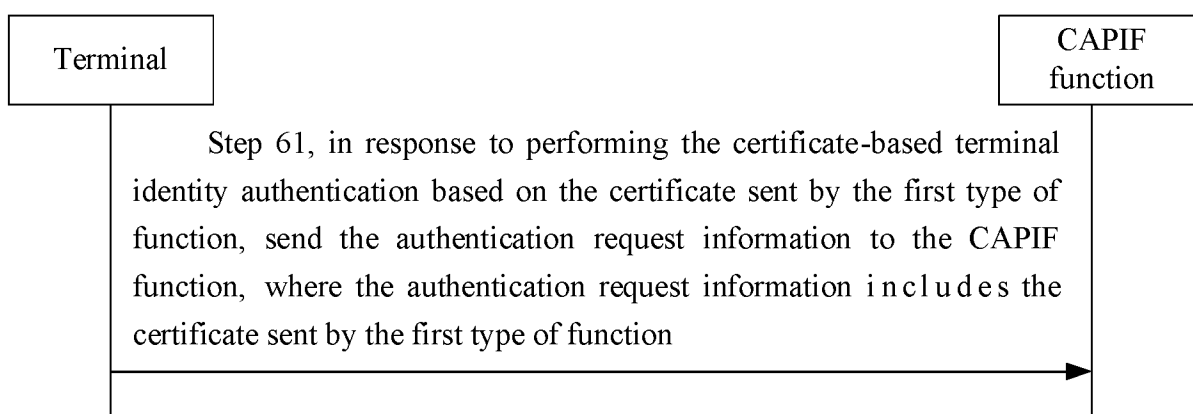 Terminal
CAPIF
function
Step 61, in response to performing the certificate-based terminal
identity authentication based on the certificate sent by the first type of
function, send the authentication request information to the CAPIF
function, where the authentication request information includes the
certificate sent by the first type of function